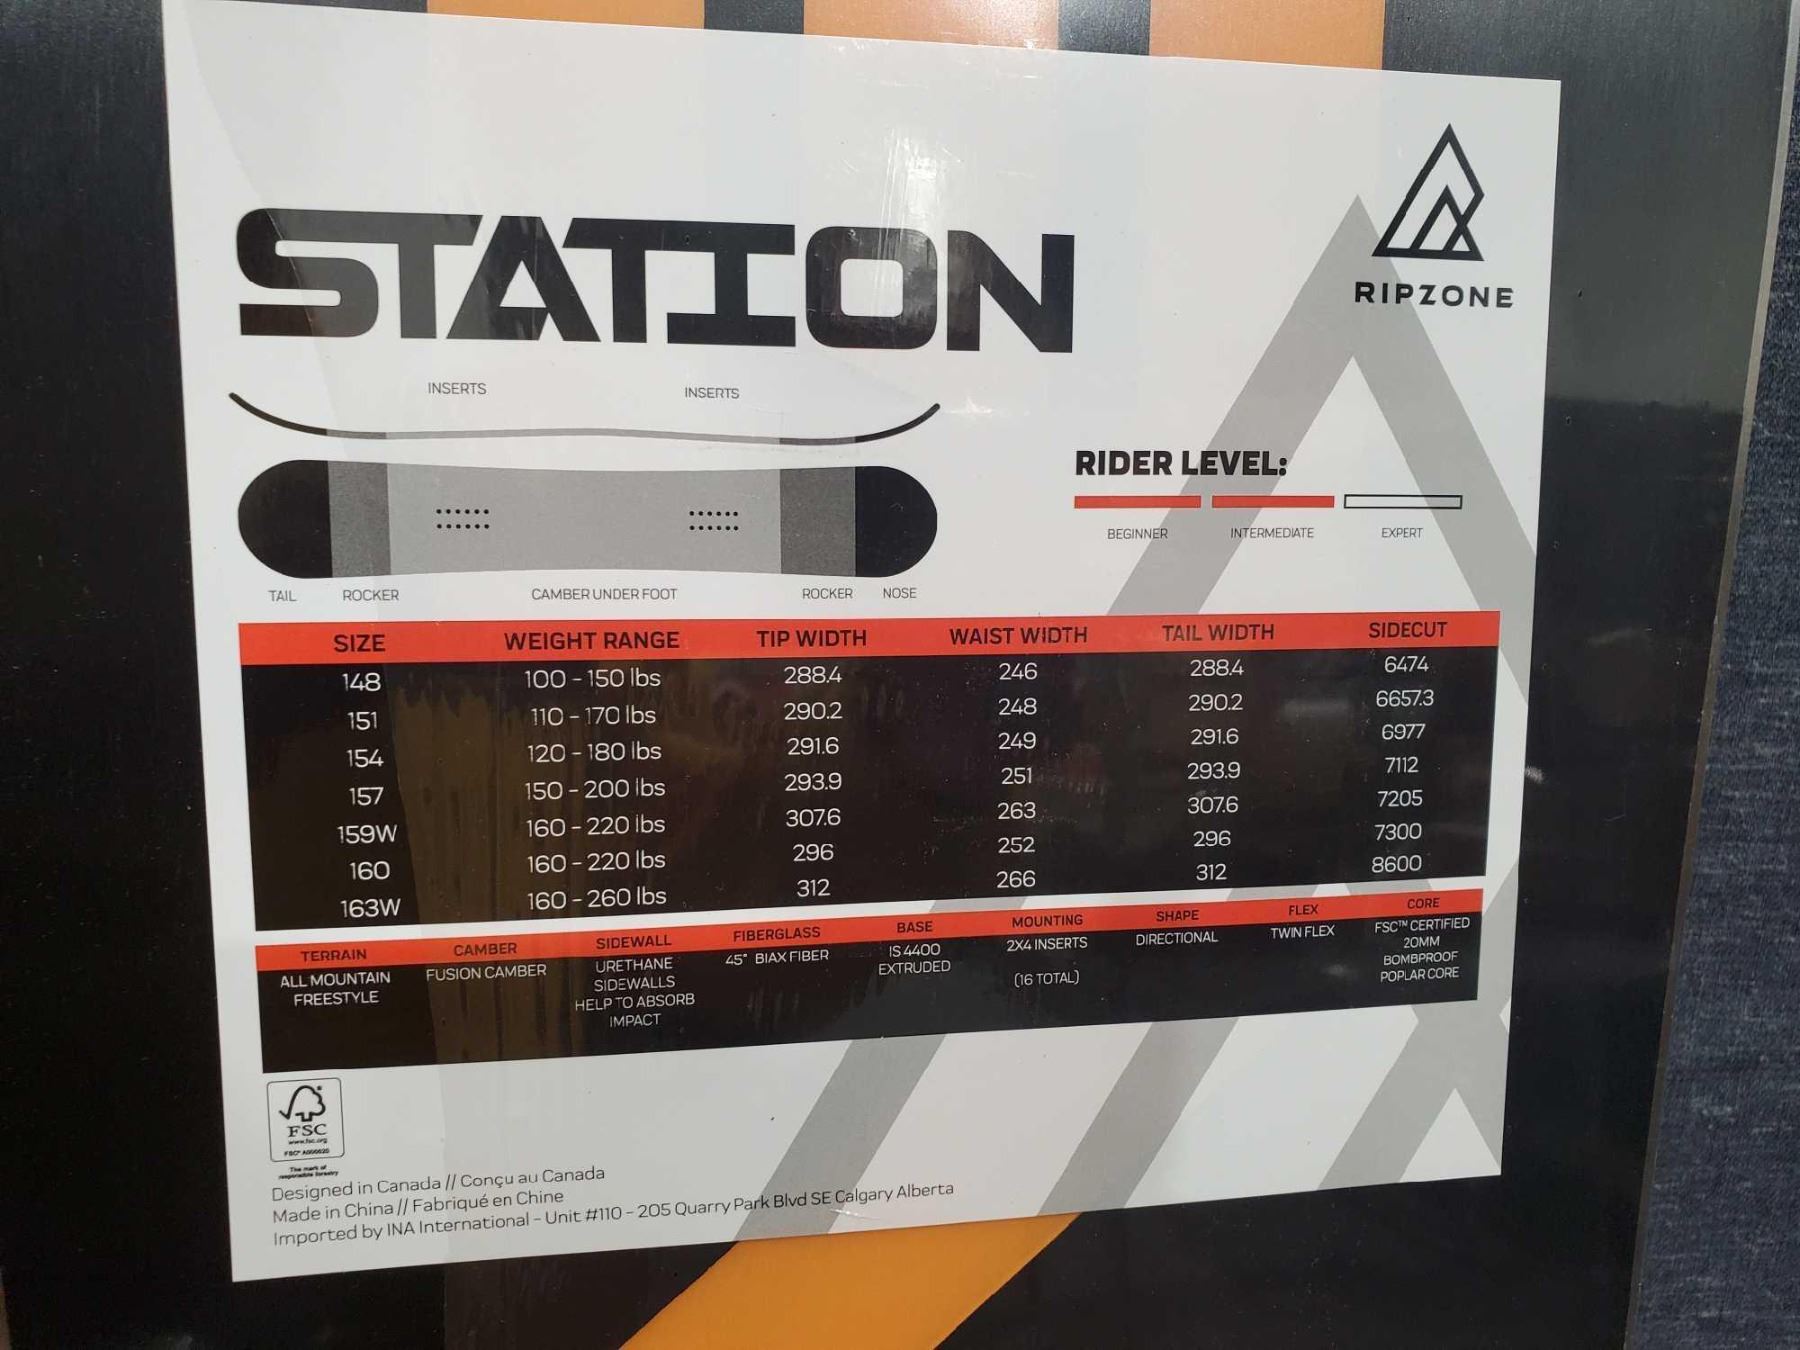 STATION
RIPZONE
INSERTS INSERTS
RIDER LEVEL:
BEGINNER INTERMEDIATE EXPERT
TAIL ROCKER CAMBER UNDER FOOT ROCKER NOSE
SIZE WEIGHT RANGE TIP WIDTH WAIST WIDTH TAIL WIDTH SIDECUT
148 100 - 150 lbs 288.4 246 288.4 6474
151 110 - 170 lbs 290.2 248 290.2 6657.3
154 120 - 180 lbs 291.6 249 291.6 6977
157 150 - 200 lbs 293.9 251 293.9 7112
159W 160 - 220 lbs 307.6 263 307.6 7205
160 160 - 220 lbs 296 252 296 7300
163W 160 - 260 lbs 312 266 312 8600
TERRAIN CAMBER SIDEWALL FIBERGLASS BASE MOUNTING SHAPE FLEX CORE
ALL MOUNTAIN FUSION CAMBER URETHANE 45° BIAX FIBER IS 4400 2X4 INSERTS DIRECTIONAL TWIN FLEX FSC™ CERTIFIED
FREESTYLE SIDEWALLS EXTRUDED (16 TOTAL) 20MM
HELP TO ABSORB BOMBPROOF
IMPACT POPLAR CORE
FSC
www.fsc.org
The mark of
responsible forestry
Designed in Canada // Conçu au Canada
Made in China // Fabriqué en Chine
Imported by INA International - Unit #110 - 205 Quarry Park Blvd SE Calgary Alberta